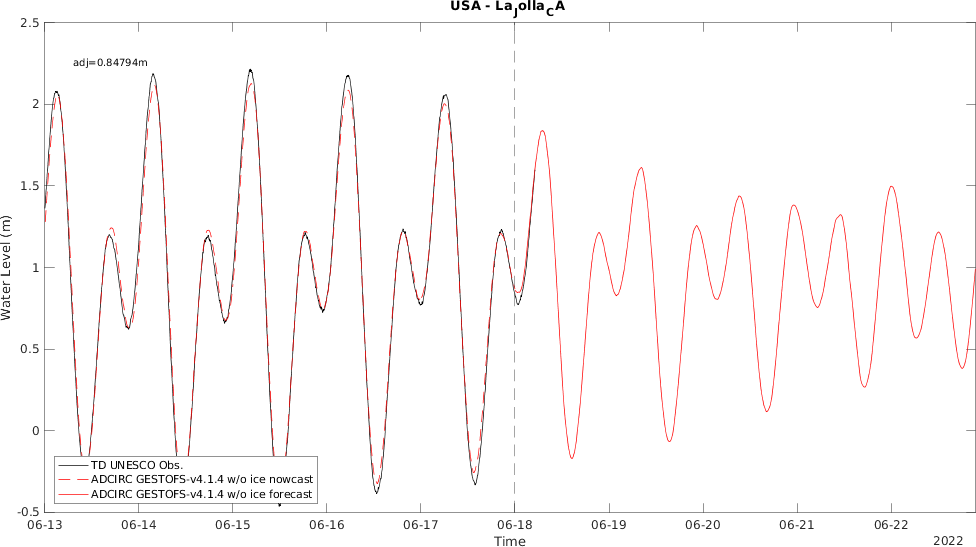 USA - LaJollaCA
2.5
adj=0.84794m
2
1.5
1
0.5
0
-0.5
Water Level (m)
TD UNESCO Obs.
ADCIRC GESTOFS-v4.1.4 w/o ice nowcast
ADCIRC GESTOFS-v4.1.4 w/o ice forecast
06-13 06-14 06-15 06-16 06-17 06-18 06-19 06-20 06-21 06-22
Time
2022